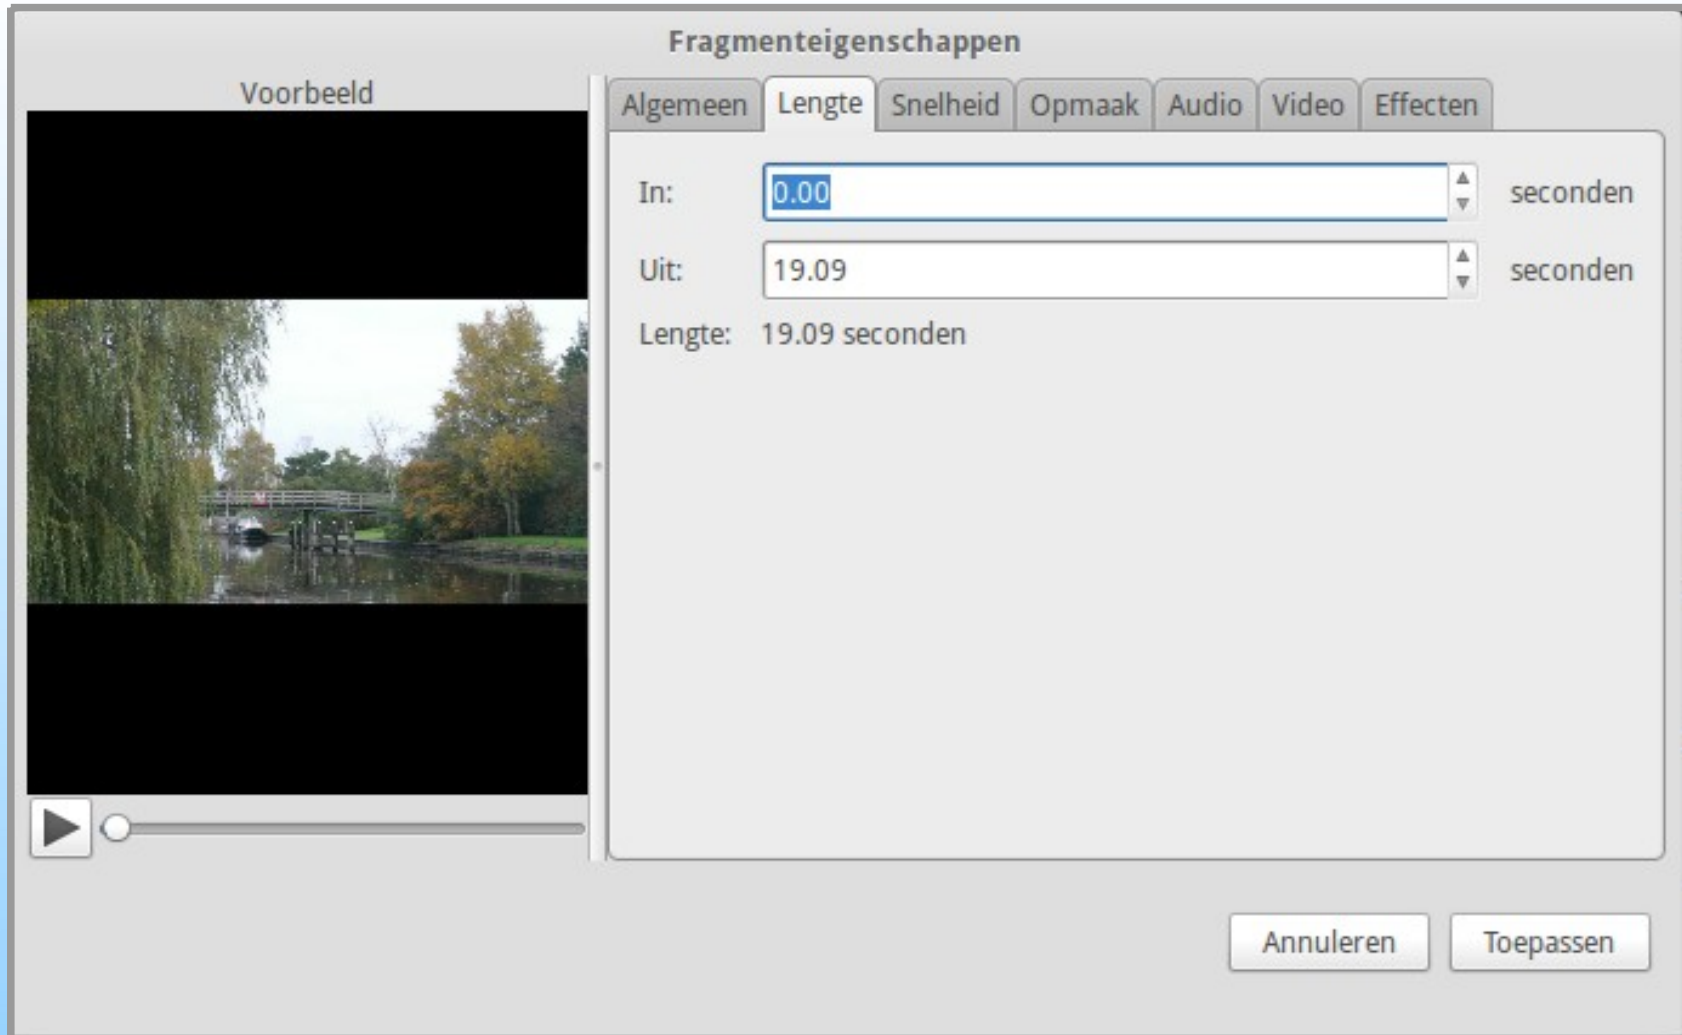 Fragmenteigenschappen
Voorbeeld
Algemeen Lengte Snelheid Opmaak Audio Video Effecten
In: 0.00 seconden
Uit: 19.09 seconden
Lengte: 19.09 seconden
Annuleren Toepassen